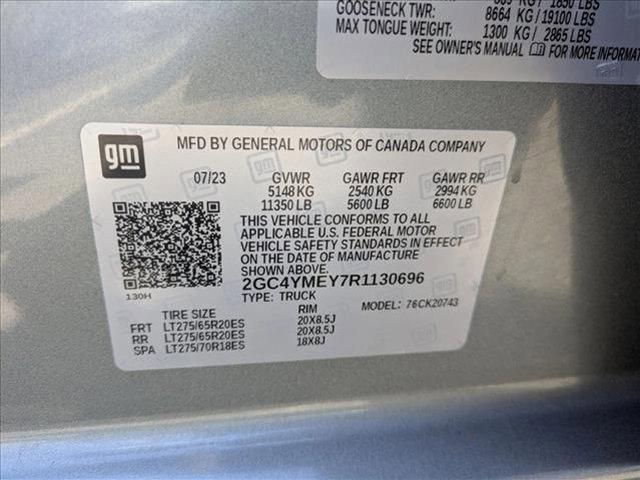 KG / 1850 LBS
GOOSENECK TWR: 8664 KG/19100 LBS
MAX TONGUE WEIGHT: 1300 KG / 2865 LBS
SEE OWNER'S MANUAL FOR MORE INFORMAT
gm
MFD BY GENERAL MOTORS OF CANADA COMPANY
07/23 GVWR GAWR FRT GAWR RR
5148 KG 2540 KG 2994 KG
11350 LB 5600 LB 6600 LB
THIS VEHICLE CONFORMS TO ALL
APPLICABLE U.S. FEDERAL MOTOR
VEHICLE SAFETY STANDARDS IN EFFECT
ON THE DATE OF MANUFACTURE
SHOWN ABOVE.
2GC4YMEY7R1130696
130H
TYPE: TRUCK MODEL: 76CK20743
TIRE SIZE RIM
FRT LT275/65R20ES 20X8.5J
RR LT275/65R20ES 20X8.5J
SPA LT275/70R18ES 18X8J